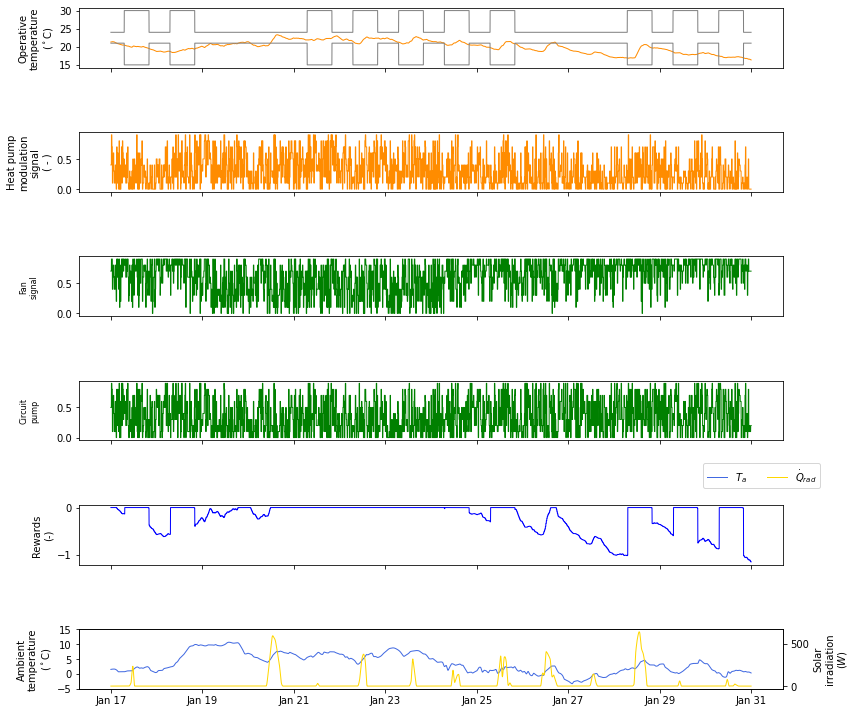 Operative
temperature
(°C)
30
25
20
15
Heat pump
modulation
signal
( - )
0.5
0.0
Fan
signal
0.5
0.0
Circuit
pump
0.5
0.0
T_a
Q̇_rad
Rewards
(-)
0
−1
Ambient
temperature
(°C)
15
10
5
0
−5
500
0
Solar
irradiation
(W)
Jan 17
Jan 19
Jan 21
Jan 23
Jan 25
Jan 27
Jan 29
Jan 31